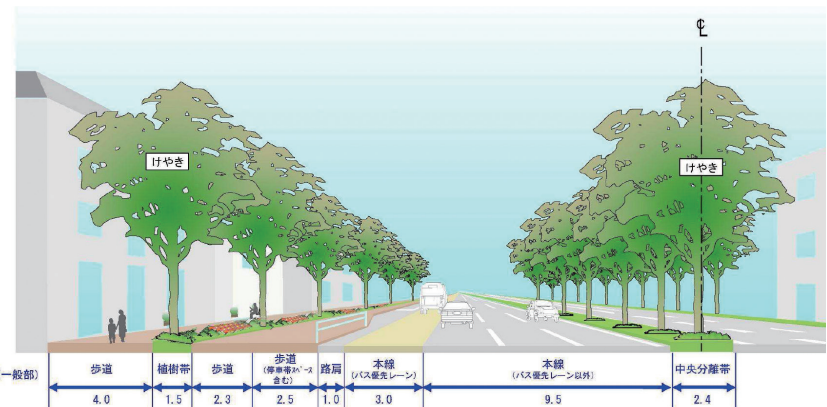 ℄
けやき
けやき
一般部)
歩道
植樹帯
歩道
歩道
(停車帯スペース
含む)
路肩
本線
(バス優先レーン)
本線
(バス優先レーン以外)
中央分離帯
4.0
1.5
2.3
2.5
1.0
3.0
9.5
2.4